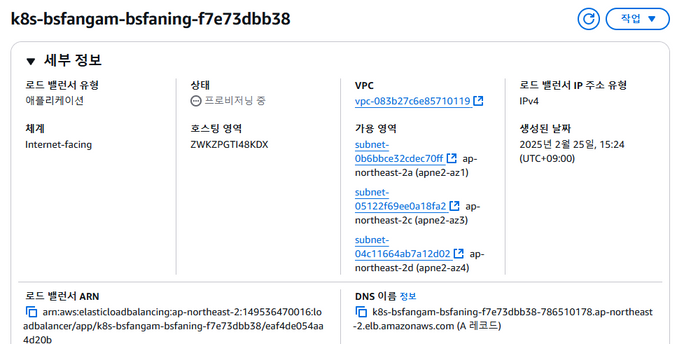 k8s-bsfangam-bsfaning-f7e73dbb38
작업
세부 정보
로드 밸런서 유형
애플리케이션
상태
프로비저닝 중
VPC
vpc-083b27c6e85710119
로드 밸런서 IP 주소 유형
IPv4
체계
Internet-facing
호스팅 영역
ZWKZPGTI48KDX
가용 영역
subnet-
0b6bbce32cdec70ff ap-
northeast-2a (apne2-az1)
subnet-
05122f69ee0a18fa2 ap-
northeast-2c (apne2-az3)
subnet-
04c11664ab7a12d02 ap-
northeast-2d (apne2-az4)
생성된 날짜
2025년 2월 25일, 15:24
(UTC+09:00)
로드 밸런서 ARN
arn:aws:elasticloadbalancing:ap-northeast-2:149536470016:lo
adbalancer/app/k8s-bsfangam-bsfaning-f7e73dbb38/eaf4de054aa
4d20b
DNS 이름 정보
k8s-bsfangam-bsfaning-f7e73dbb38-786510178.ap-northeast
-2.elb.amazonaws.com (A 레코드)